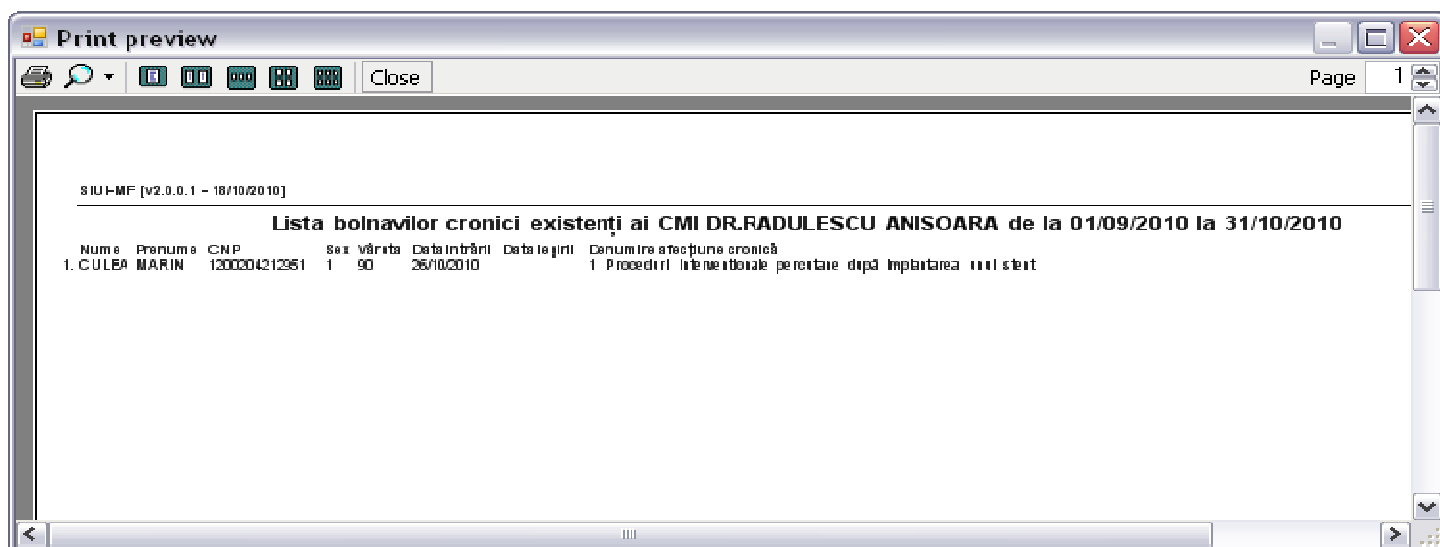 Print preview
Close Page 1
SIUI-MF [v2.0.0.1 - 18/10/2010]
Lista bolnavilor cronici existenți ai CMI DR.RADULESCU ANISOARA de la 01/09/2010 la 31/10/2010
Nume Prenume CNP Sex Vârsta Data intrării Data ieşirii Denumire afecţiune cronică
1. CULEA MARIN 1200204212951 1 90 26/10/2010 1 Proceduri interventionale percutane după implantarea unui stent